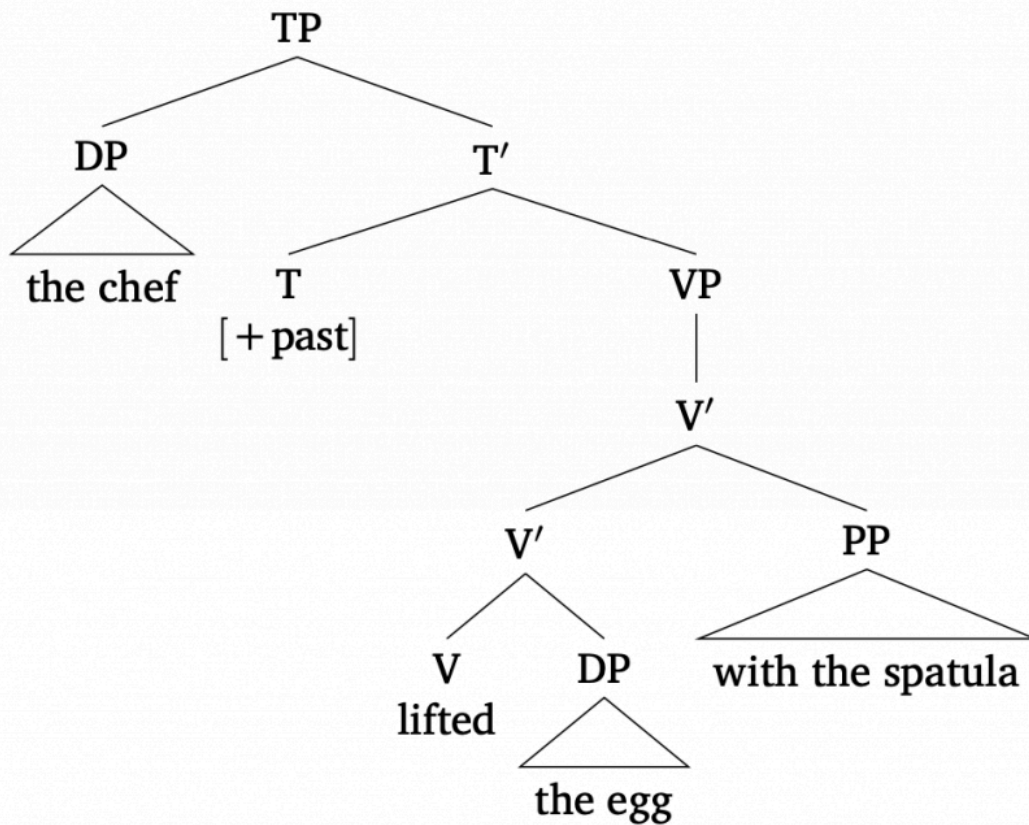 TP
DP T′
the chef T VP
[+past]
V′
V′ PP
V DP with the spatula
lifted
the egg